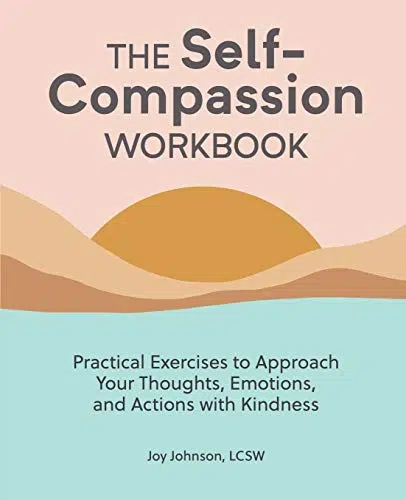 THE Self-
Compassion
WORKBOOK
Practical Exercises to Approach
Your Thoughts, Emotions,
and Actions with Kindness
Joy Johnson, LCSW